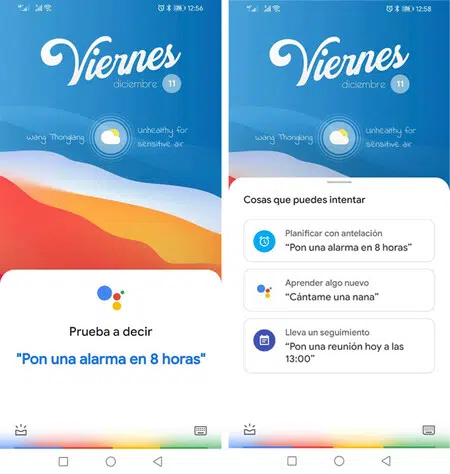 12:56
Viernes
diciembre 11
Wang Thonglang
Unhealthy for
sensitive air
Prueba a decir
"Pon una alarma en 8 horas"
12:58
Viernes
diciembre 11
Wang Thonglang
Unhealthy for
sensitive air
Cosas que puedes intentar
Planificar con antelación
“Pon una alarma en 8 horas”
Aprender algo nuevo
“Cántame una nana”
Lleva un seguimiento
“Pon una reunión hoy a las
13:00”